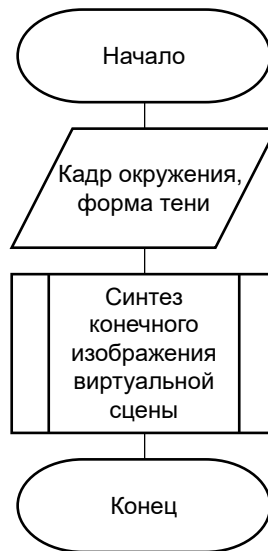 Начало
Кадр окружения,
форма тени
Синтез
конечного
изображения
виртуальной
сцены
Конец